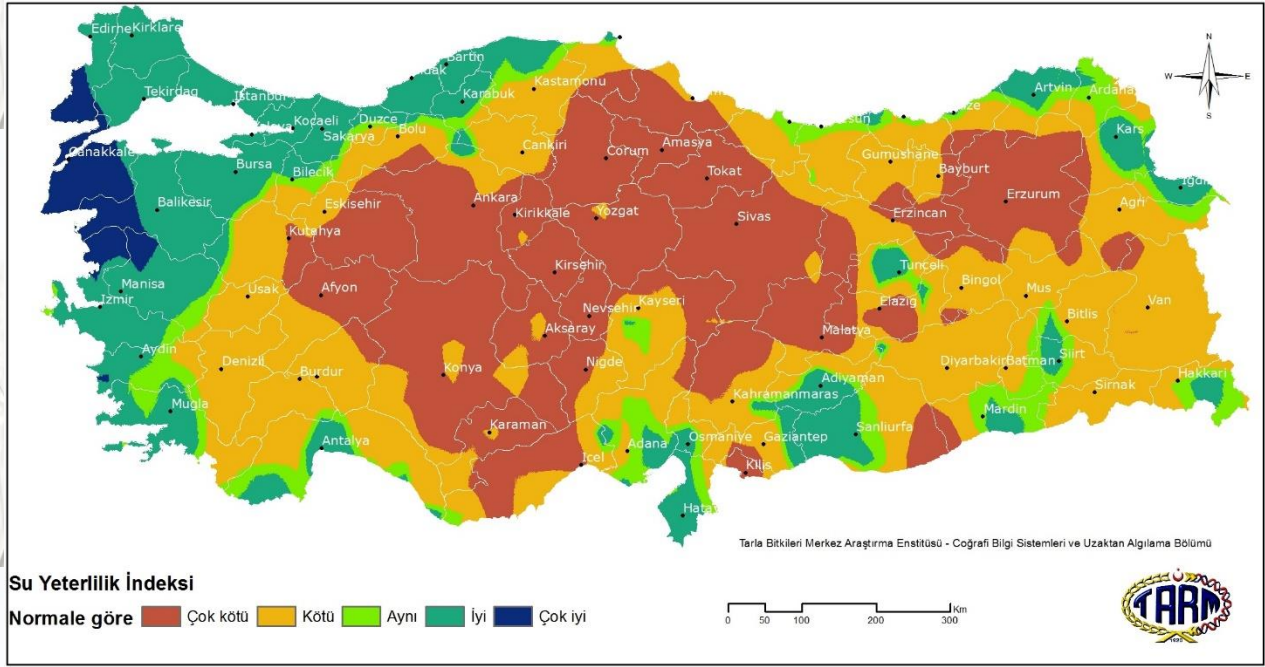 Edirne Kirklare
Bartin
N
W E
S
Kastamonu
Tekirdag Istanbul Karabuk Artvin Ardaha
Kocaeli Duzce
Sakarya Bolu Kars
Canakkale Cankiri Corum Amasya Gumushane
Bursa Bilecik Tokat Bayburt Igdir
Balikesir Eskisehir Ankara Kirikkale Yozgat Sivas Erzincan Erzurum Agri
Kutahya
Kirsehir Tunceli Bingol
Manisa Usak Afyon Nevsehir Kayseri Elazig Mus Van
Izmir Aksaray Malatya Bitlis
Aydin Denizli Burdur Konya Nigde Diyarbakir Batman Siirt
Adiyaman Hakkari
Mugla Karaman Kahramanmaras Mardin Sirnak
Antalya Icel Adana Osmaniye Gaziantep Sanliurfa
Kilis
Tarla Bitkileri Merkez Araştırma Enstitüsü - Coğrafi Bilgi Sistemleri ve Uzaktan Algılama Bölümü
Su Yeterlilik İndeksi
Normale göre Çok kötü Kötü Aynı İyi Çok iyi
Km
0 50 100 200 300
TARM